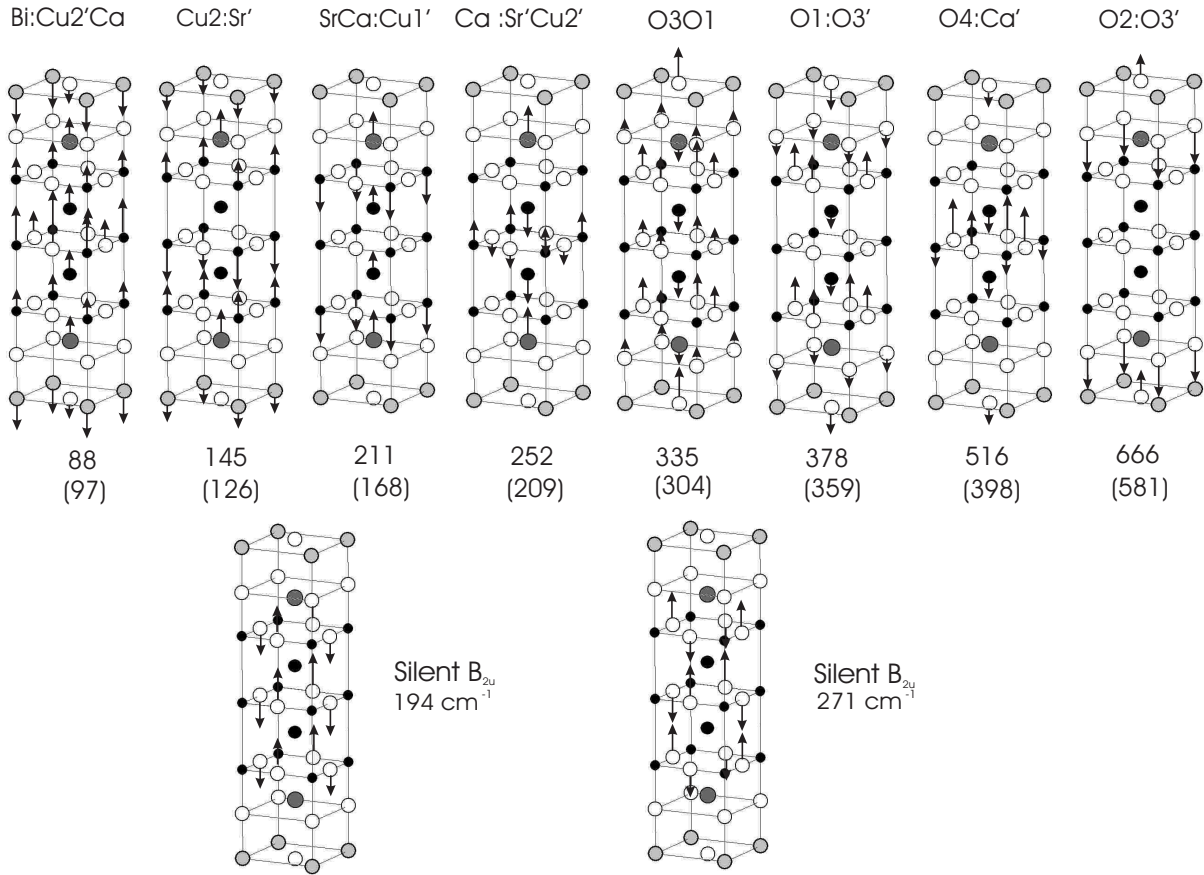 Bi:Cu2'Ca Cu2:Sr' SrCa:Cu1' Ca :Sr'Cu2' O3O1 O1:O3' O4:Ca' O2:O3'
88 145 211 252 335 378 516 666
(97) (126) (168) (209) (304) (359) (398) (581)
Silent B2u
194 cm-1
Silent B2u
271 cm-1